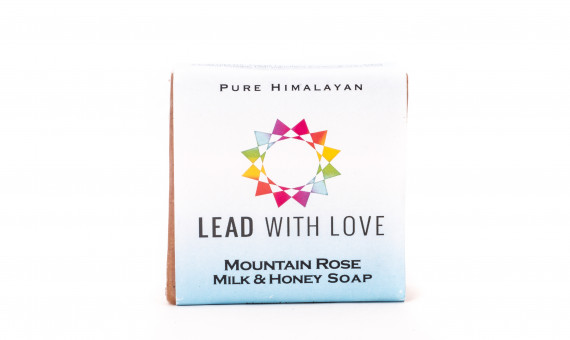 PURE HIMALAYAN
LEAD WITH LOVE
MOUNTAIN ROSE
MILK & HONEY SOAP